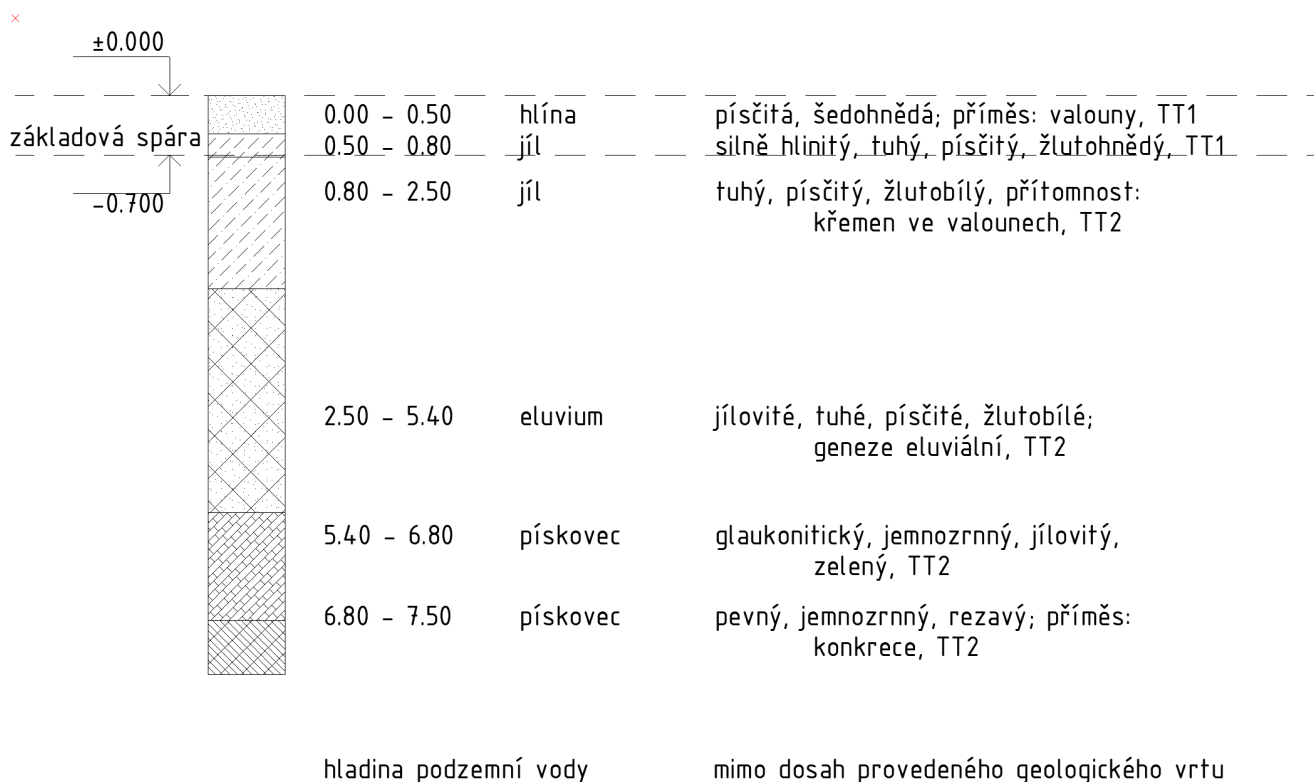 ±0.000
0.00 – 0.50 hlína písčitá, šedohnědá; příměs: valouny, TT1
základová spára
0.50 – 0.80 jíl silně hlinitý, tuhý, písčitý, žlutohnědý, TT1
-0.700
0.80 – 2.50 jíl tuhý, písčitý, žlutobílý, přítomnost:
křemen ve valounech, TT2
2.50 – 5.40 eluvium jílovité, tuhé, písčité, žlutobílé;
geneze eluviální, TT2
5.40 – 6.80 pískovec glaukonitický, jemnozrnný, jílovitý,
zelený, TT2
6.80 – 7.50 pískovec pevný, jemnozrnný, rezavý; příměs:
konkrece, TT2
hladina podzemní vody mimo dosah provedeného geologického vrtu